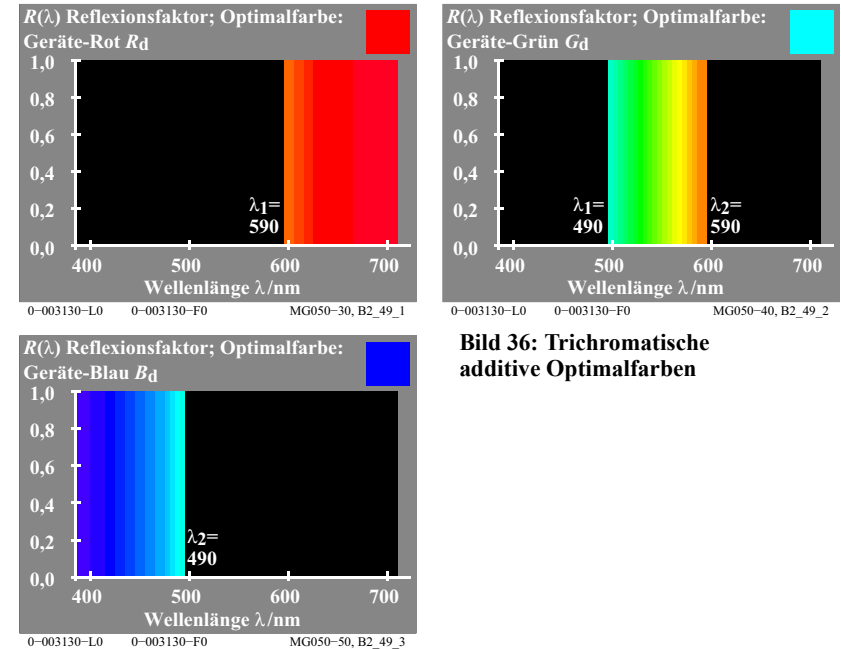 R(λ) Reflexionsfaktor; Optimalfarbe:
Geräte-Rot Rd
1,0
0,8
0,6
0,4
0,2
0,0
λ1=
590
400 500 600 700
Wellenlänge λ/nm
0−003130−L0 0−003130−F0 MG050−30, B2_49_1
R(λ) Reflexionsfaktor; Optimalfarbe:
Geräte-Grün Gd
1,0
0,8
0,6
0,4
0,2
0,0
λ1=
490
λ2=
590
400 500 600 700
Wellenlänge λ/nm
0−003130−L0 0−003130−F0 MG050−40, B2_49_2
R(λ) Reflexionsfaktor; Optimalfarbe:
Geräte-Blau Bd
1,0
0,8
0,6
0,4
0,2
0,0
λ2=
490
400 500 600 700
Wellenlänge λ/nm
0−003130−L0 0−003130−F0 MG050−50, B2_49_3
Bild 36: Trichromatische
additive Optimalfarben